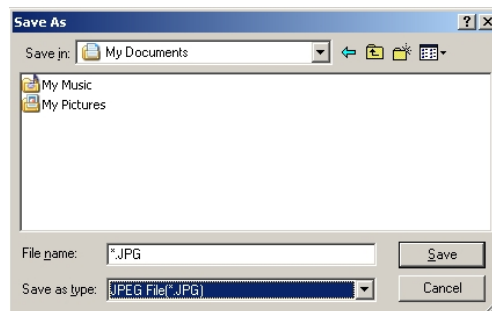 Save As
Save in: My Documents
My Music
My Pictures
File name: *.JPG Save
Save as type: JPEG File(*.JPG) Cancel